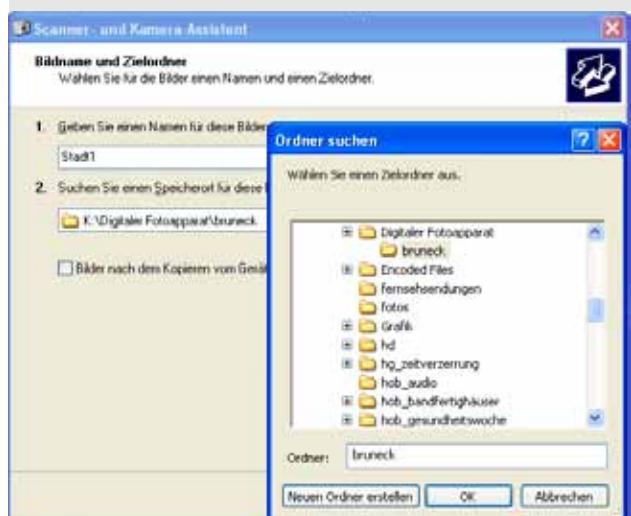 Scanner- und Kamera-Assistent
Bildname und Zielordner
Wählen Sie für die Bilder einen Namen und einen Zielordner.
1. Geben Sie einen Namen für diese Bilder
Stadt1
2. Suchen Sie einen Speicherort für diese
K:\Digitaler Fotoapparat\bruneck
Bilder nach dem Kopieren vom Gerät
Ordner suchen
Wählen Sie einen Zielordner aus.
Digitaler Fotoapparat
bruneck
Encoded Files
fernsehsendungen
fotos
Grafik
hd
hg_zeitverzerrung
hob_audio
hob_bandfertighäuser
hob_gesundheitswoche
Ordner:
bruneck
Neuen Ordner erstellen
OK
Abbrechen